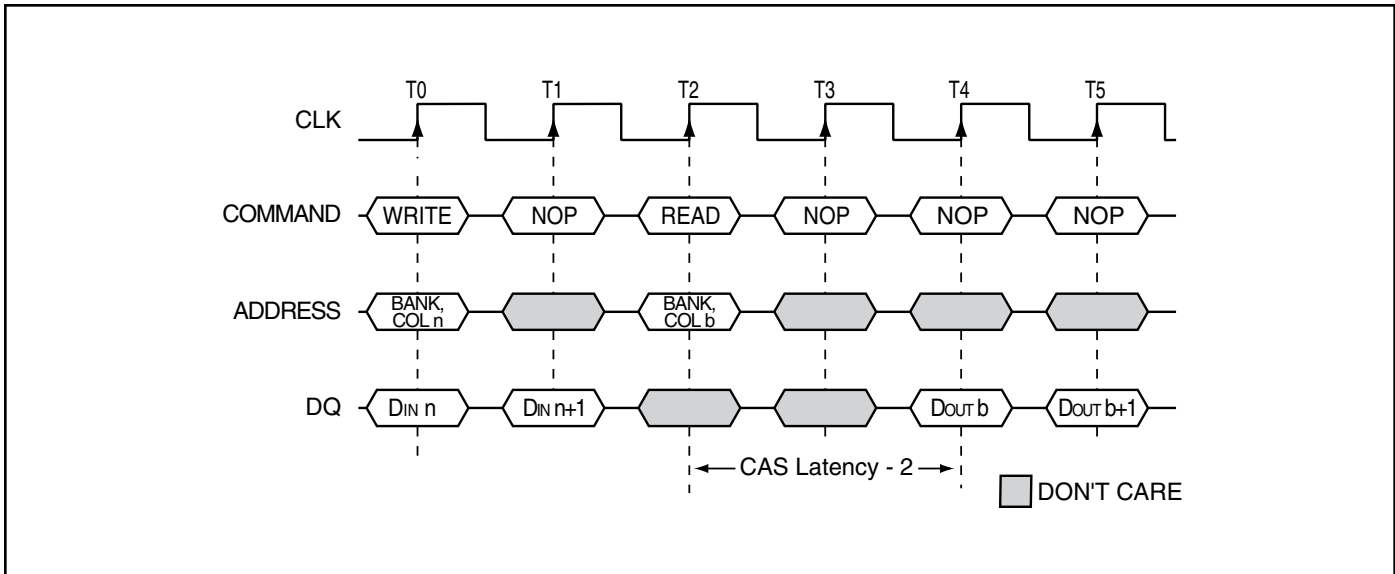 T0 T1 T2 T3 T4 T5
CLK
COMMAND WRITE NOP READ NOP NOP NOP
ADDRESS BANK, COL n BANK, COL b
DQ DIN n DIN n+1 DOUT b DOUT b+1
CAS Latency - 2
DON'T CARE